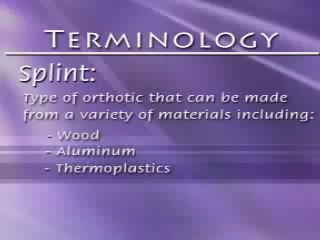 Terminology
Splint:
Type of orthotic that can be made
from a variety of materials including:
- Wood
- Aluminum
- Thermoplastics